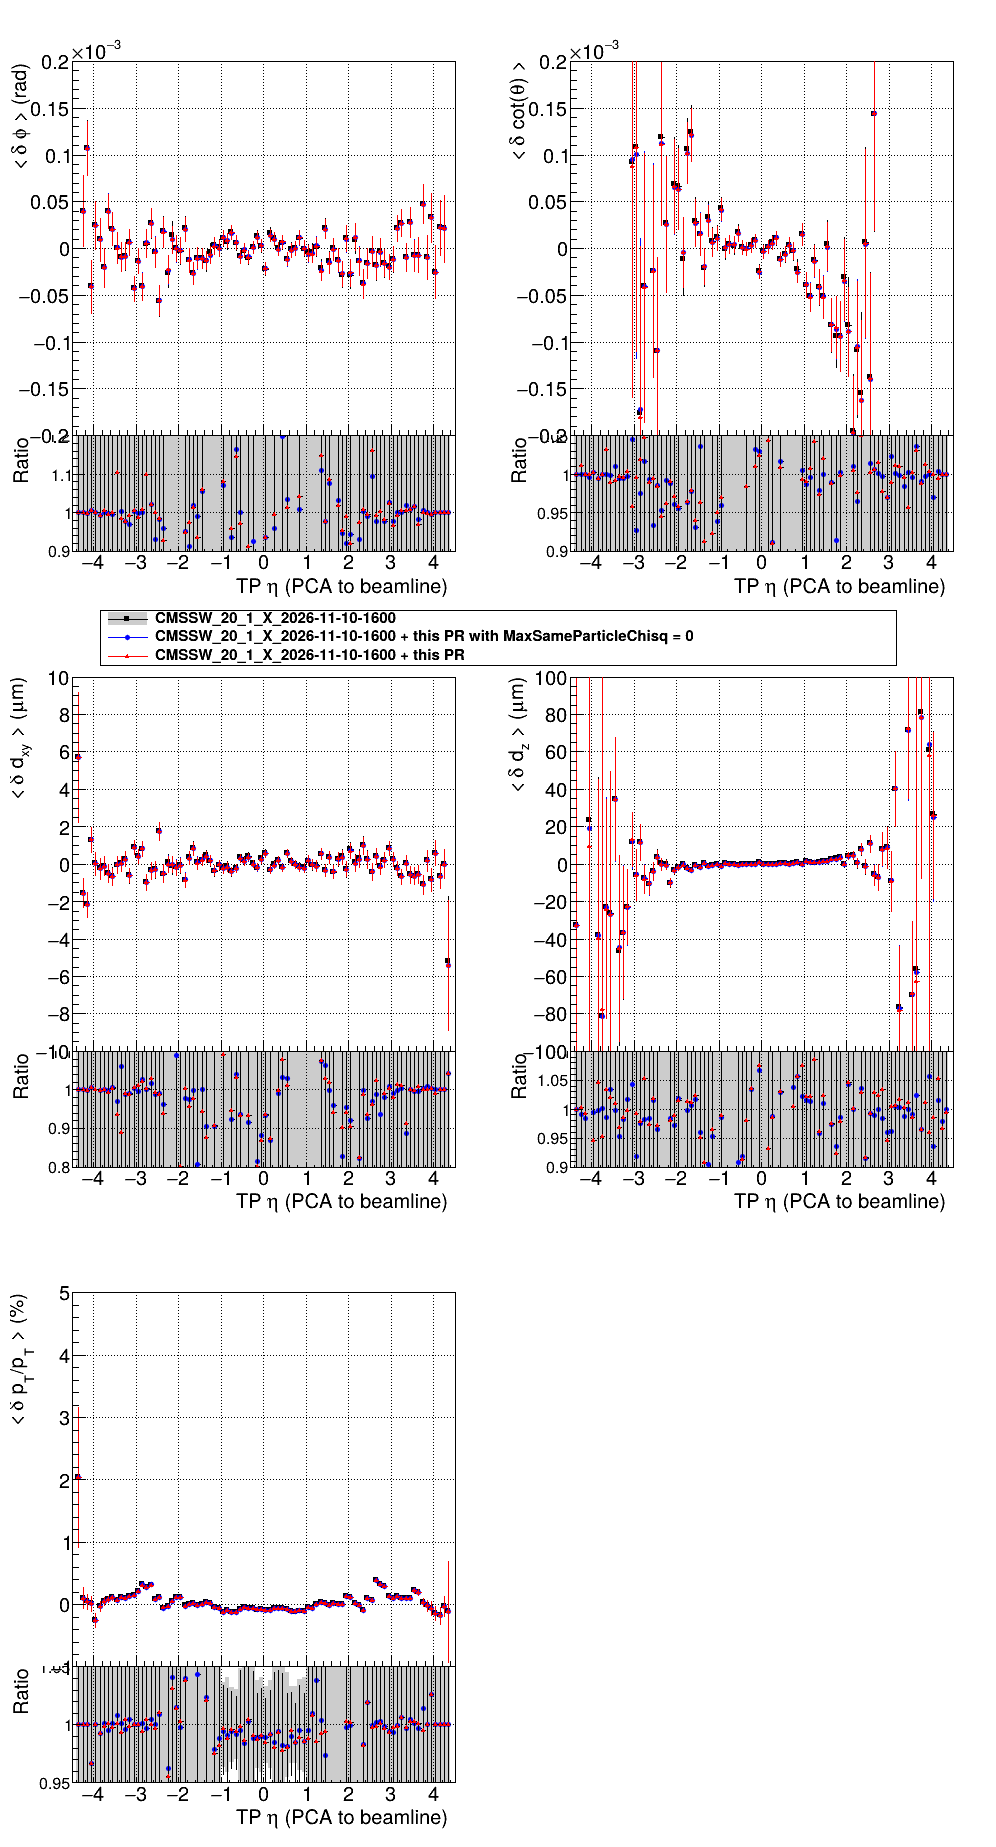 ×10⁻³
< δ ϕ > (rad)
0.2
0.15
0.1
0.05
0
−0.05
−0.1
−0.15
−0.2
Ratio
1.1
1
0.9
−4 −3 −2 −1 0 1 2 3 4
TP η (PCA to beamline)
×10⁻³
< δ cot(θ) >
0.2
0.15
0.1
0.05
0
−0.05
−0.1
−0.15
−0.2
Ratio
1
0.95
0.9
−4 −3 −2 −1 0 1 2 3 4
TP η (PCA to beamline)
CMSSW_20_1_X_2026-11-10-1600
CMSSW_20_1_X_2026-11-10-1600 + this PR with MaxSameParticleChisq = 0
CMSSW_20_1_X_2026-11-10-1600 + this PR
< δ d_xy > (μm)
10
8
6
4
2
0
−2
−4
−6
−8
−10
Ratio
1
0.9
0.8
−4 −3 −2 −1 0 1 2 3 4
TP η (PCA to beamline)
< δ d_z > (μm)
100
80
60
40
20
0
−20
−40
−60
−80
−100
Ratio
1.05
1
0.95
0.9
−4 −3 −2 −1 0 1 2 3 4
TP η (PCA to beamline)
< δ p_T/p_T > (%)
5
4
3
2
1
0
Ratio
1
0.95
−4 −3 −2 −1 0 1 2 3 4
TP η (PCA to beamline)